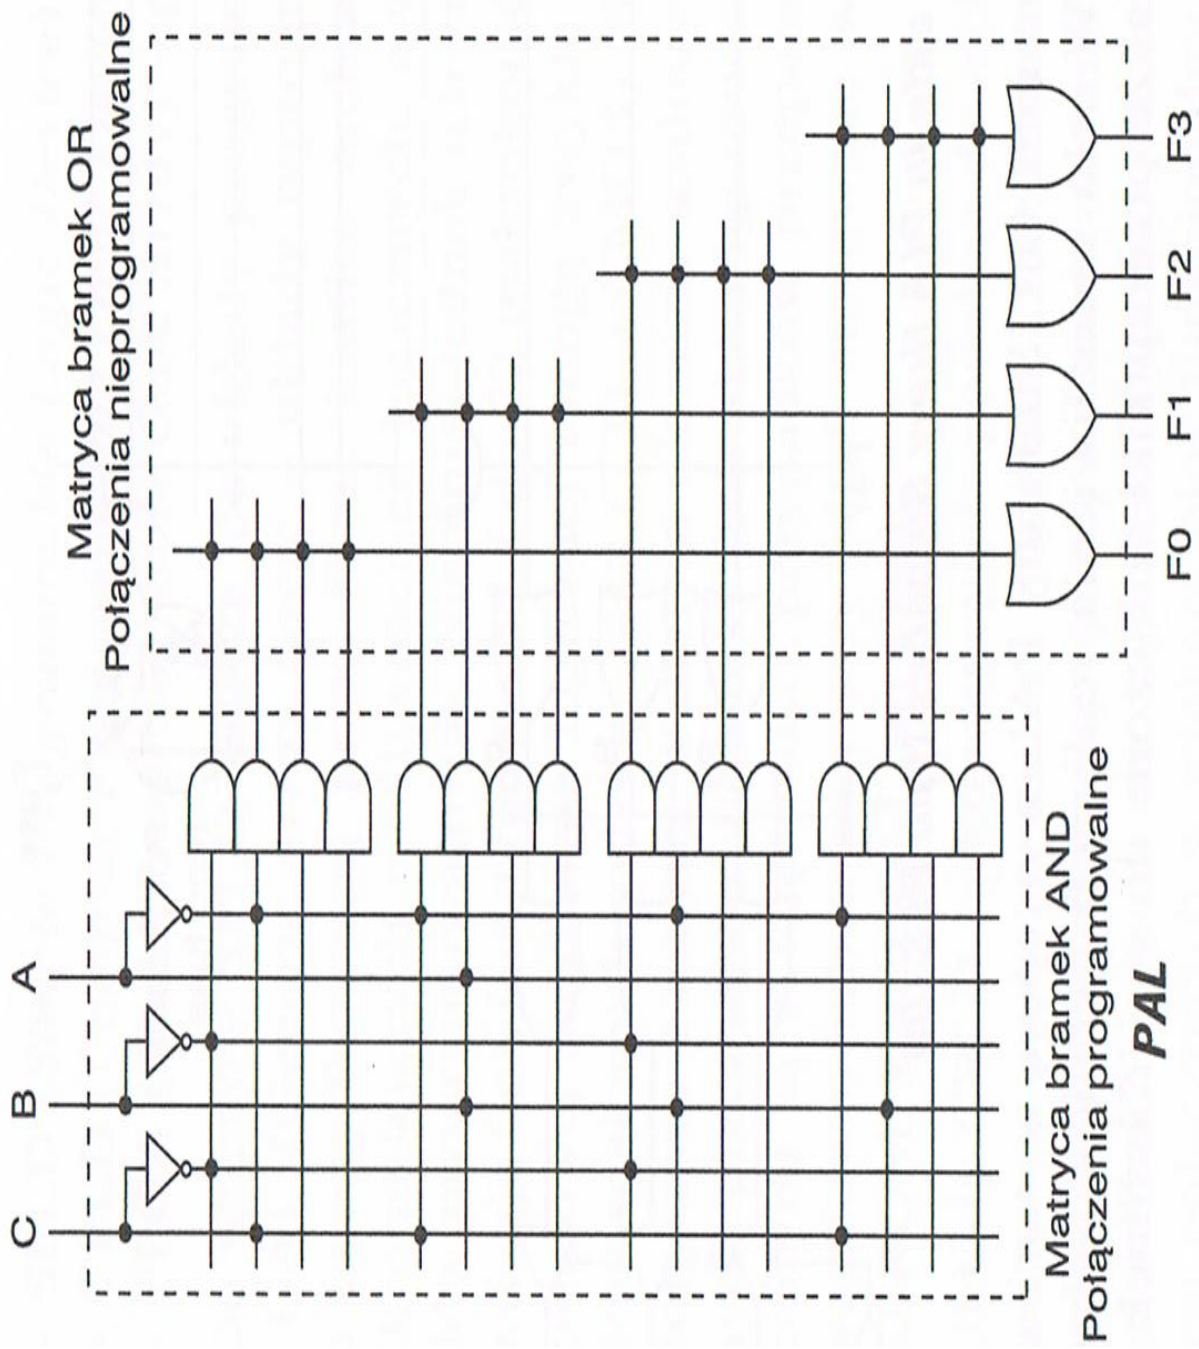 Matryca bramek OR
Połączenia nieprogramowalne
C
B
A
F0
F1
F2
F3
Matryca bramek AND
Połączenia programowalne
PAL